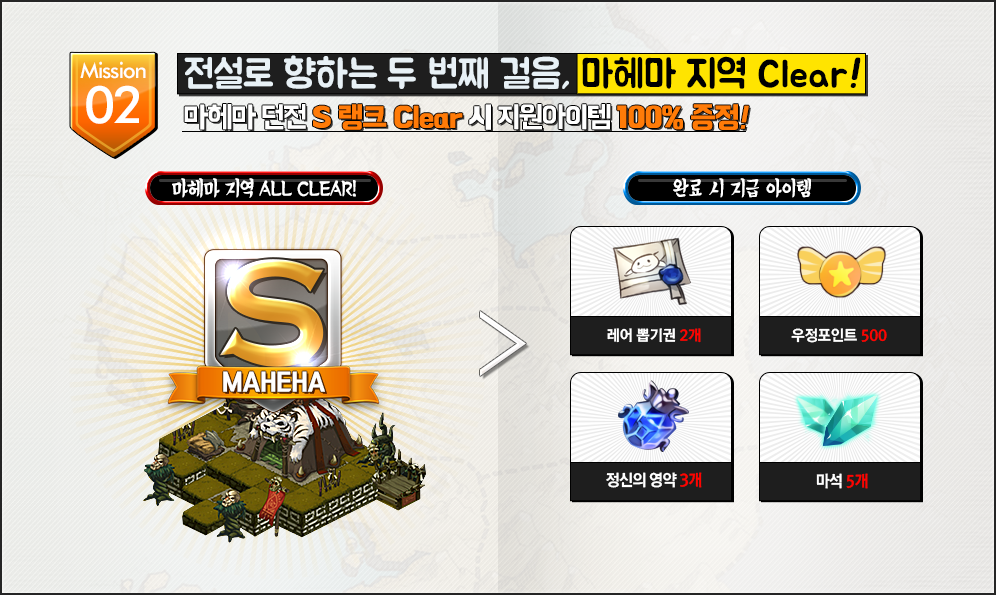 Mission
02
전설로 향하는 두 번째 걸음, 마헤마 지역 Clear!
마헤마 던전 S 랭크 Clear 시 지원아이템 100% 증정!
마헤마 지역 ALL CLEAR!
완료 시 지급 아이템
S
MAHEHA
레어 뽑기권 2개
우정포인트 500
정신의 영약 3개
마석 5개